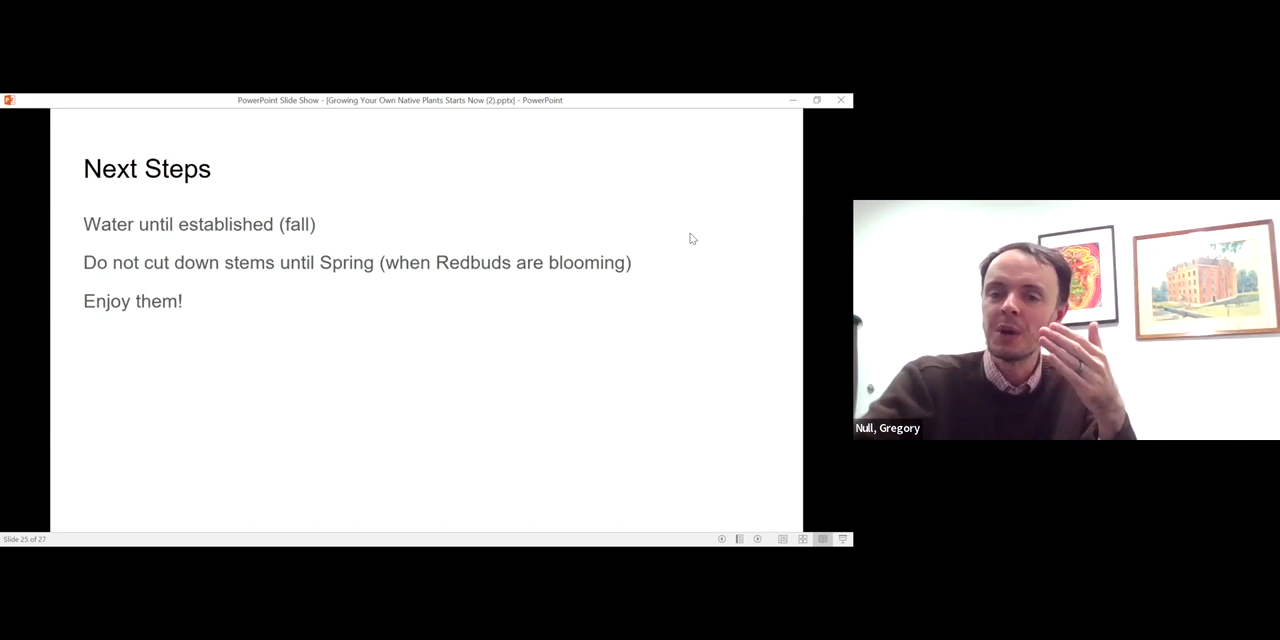 PowerPoint Slide Show - [Growing Your Own Native Plants Starts Now (2).pptx] - PowerPoint
Next Steps
Water until established (fall)
Do not cut down stems until Spring (when Redbuds are blooming)
Enjoy them!
Null, Gregory
Slide 25 of 27